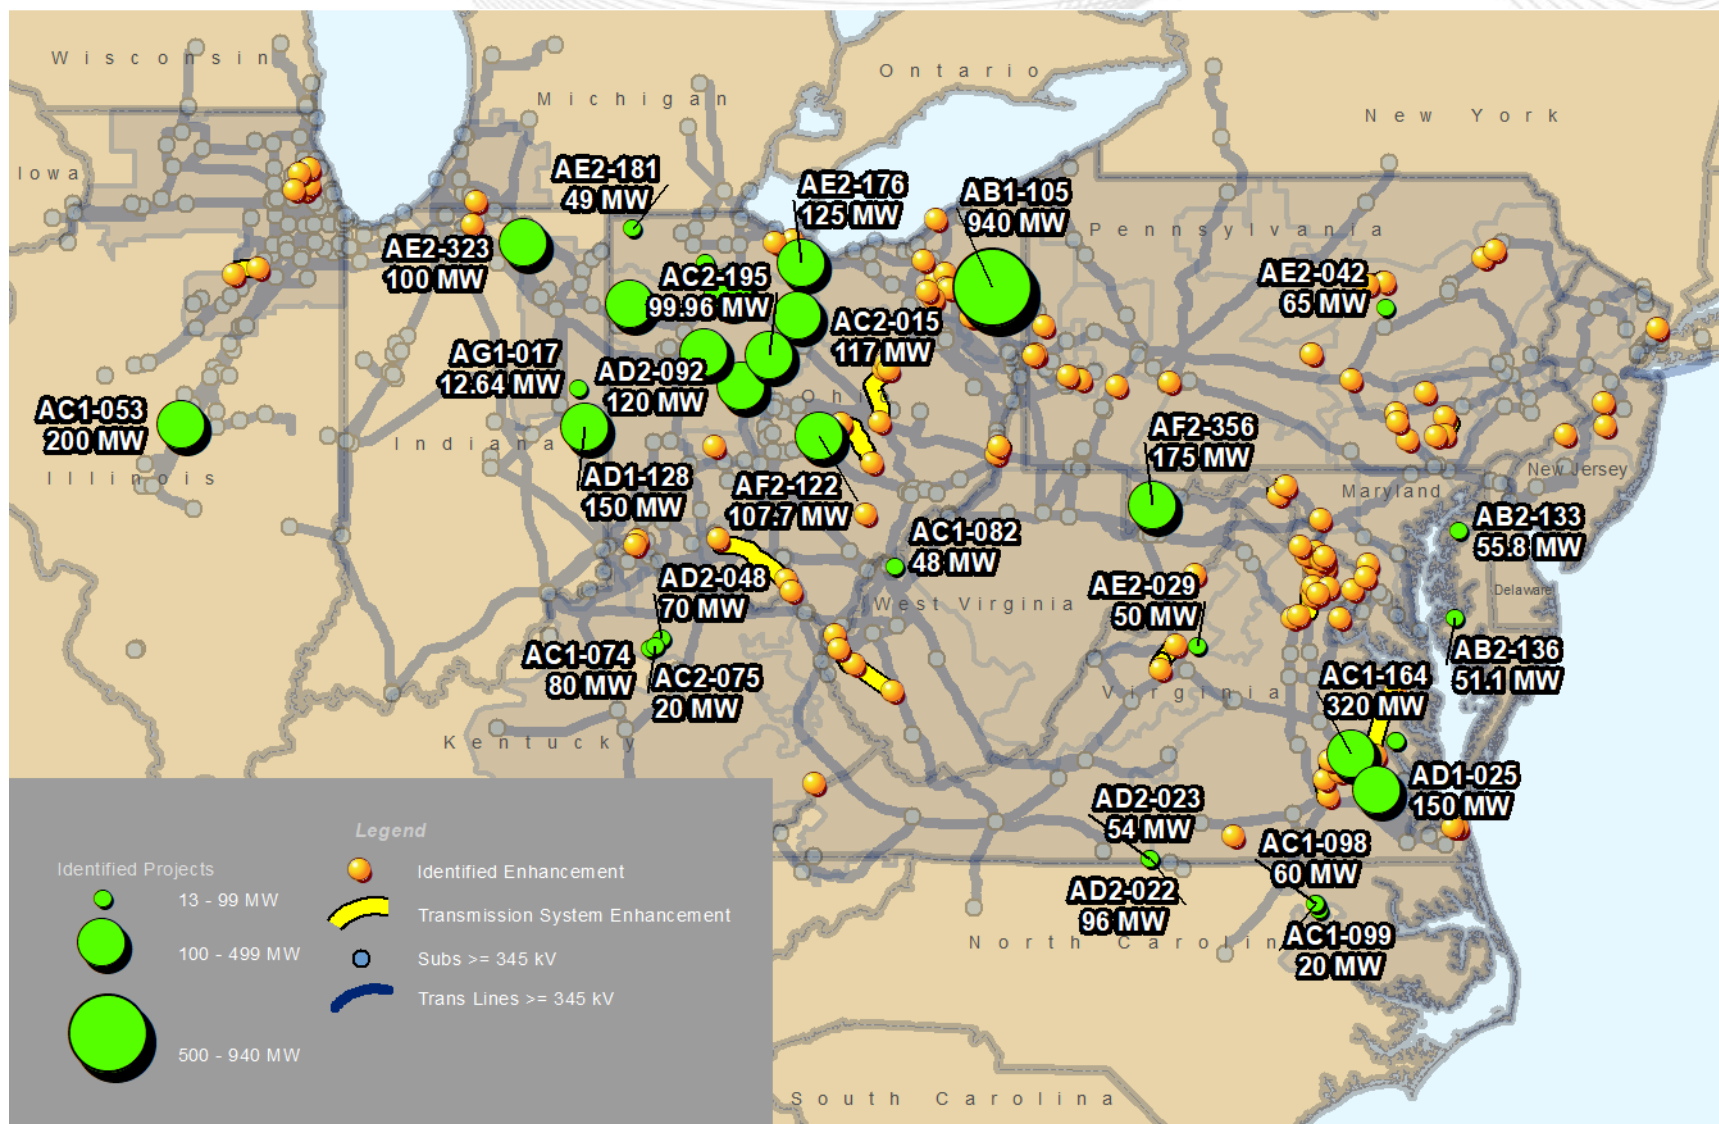 Wisconsin
Michigan
Ontario
New York
Iowa
AE2-181
49 MW
AE2-176
125 MW
AB1-105
940 MW
Pennsylvania
AE2-323
100 MW
AC2-195
99.96 MW
AE2-042
65 MW
AC2-015
117 MW
AG1-017
12.64 MW
AD2-092
120 MW
AC1-053
200 MW
Illinois
Indiana
AF2-356
175 MW
New Jersey
AD1-128
150 MW
AF2-122
107.7 MW
Maryland
AC1-082
48 MW
AB2-133
55.8 MW
AD2-048
70 MW
AE2-029
50 MW
West Virginia
Delaware
AC1-074
80 MW
AC2-075
20 MW
AB2-136
51.1 MW
AC1-164
320 MW
Virginia
Kentucky
AD1-025
150 MW
AD2-023
54 MW
AC1-098
60 MW
AD2-022
96 MW
North Carolin
AC1-099
20 MW
South Carolina
Legend
Identified Projects
13 - 99 MW
100 - 499 MW
500 - 940 MW
Identified Enhancement
Transmission System Enhancement
Subs >= 345 kV
Trans Lines >= 345 kV